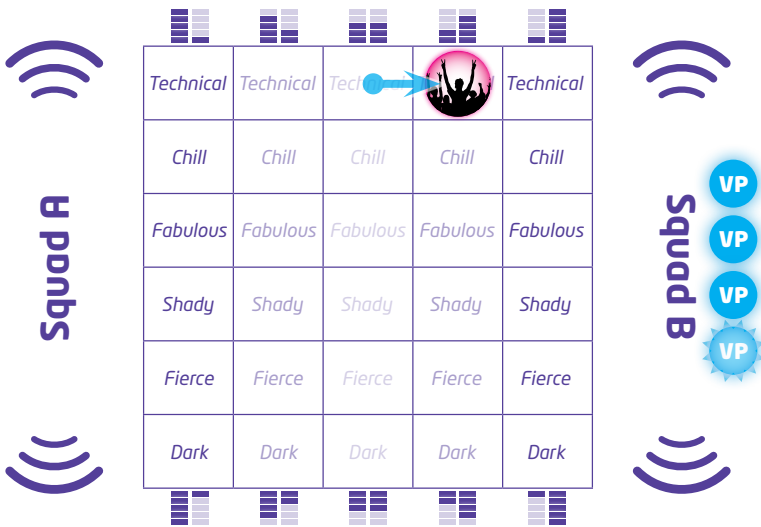 Squad A
Technical Technical Technical Technical
Chill Chill Chill Chill Chill
Fabulous Fabulous Fabulous Fabulous Fabulous
Shady Shady Shady Shady Shady
Fierce Fierce Fierce Fierce Fierce
Dark Dark Dark Dark Dark
Squad B
VP
VP
VP
VP